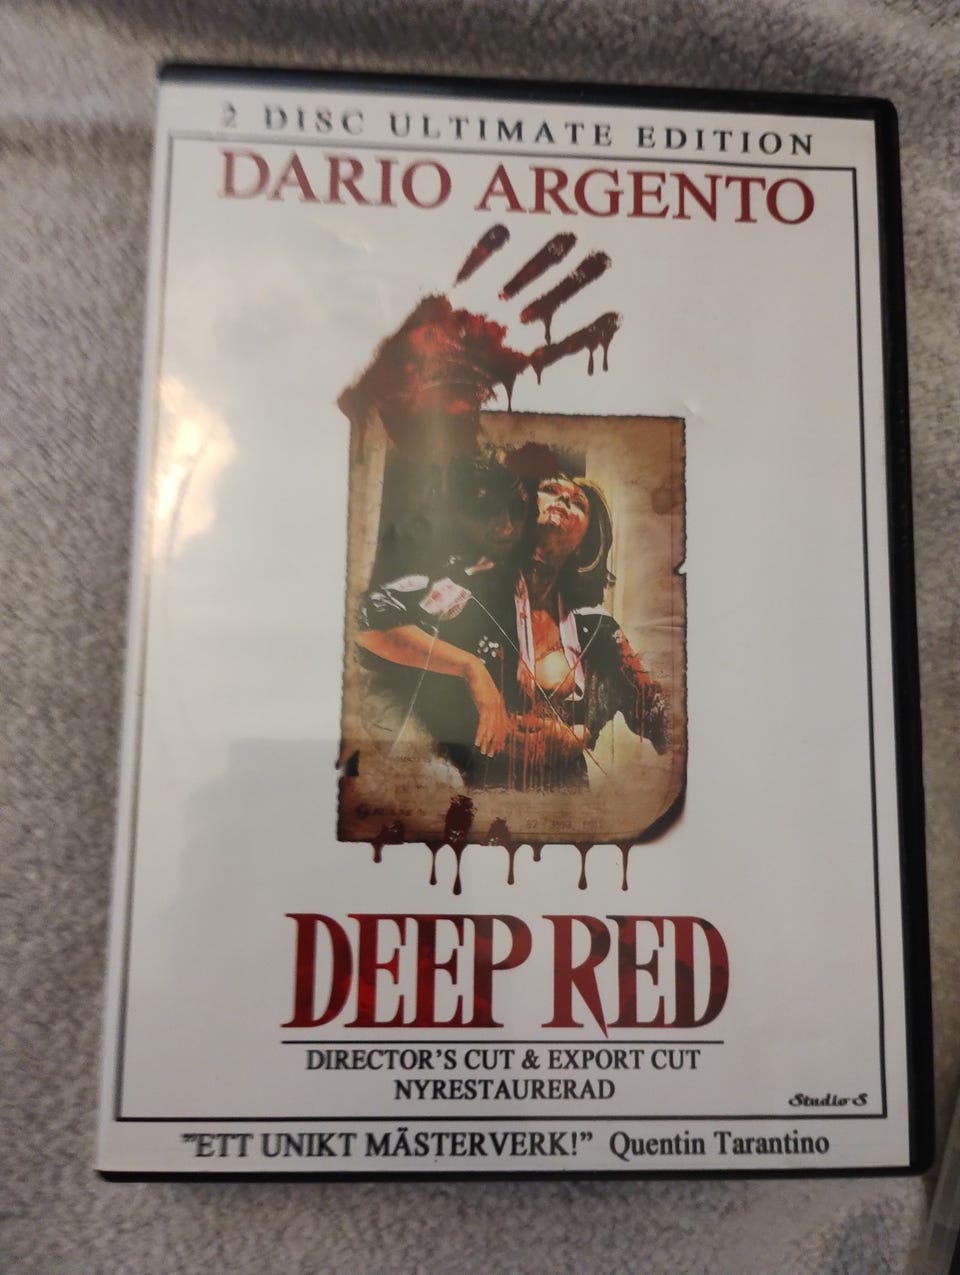 2 DISC ULTIMATE EDITION
DARIO ARGENTO
DEEP RED
DIRECTOR'S CUT & EXPORT CUT
NYRESTAURERAD
Studio S
"ETT UNIKT MÄSTERVERK!" Quentin Tarantino